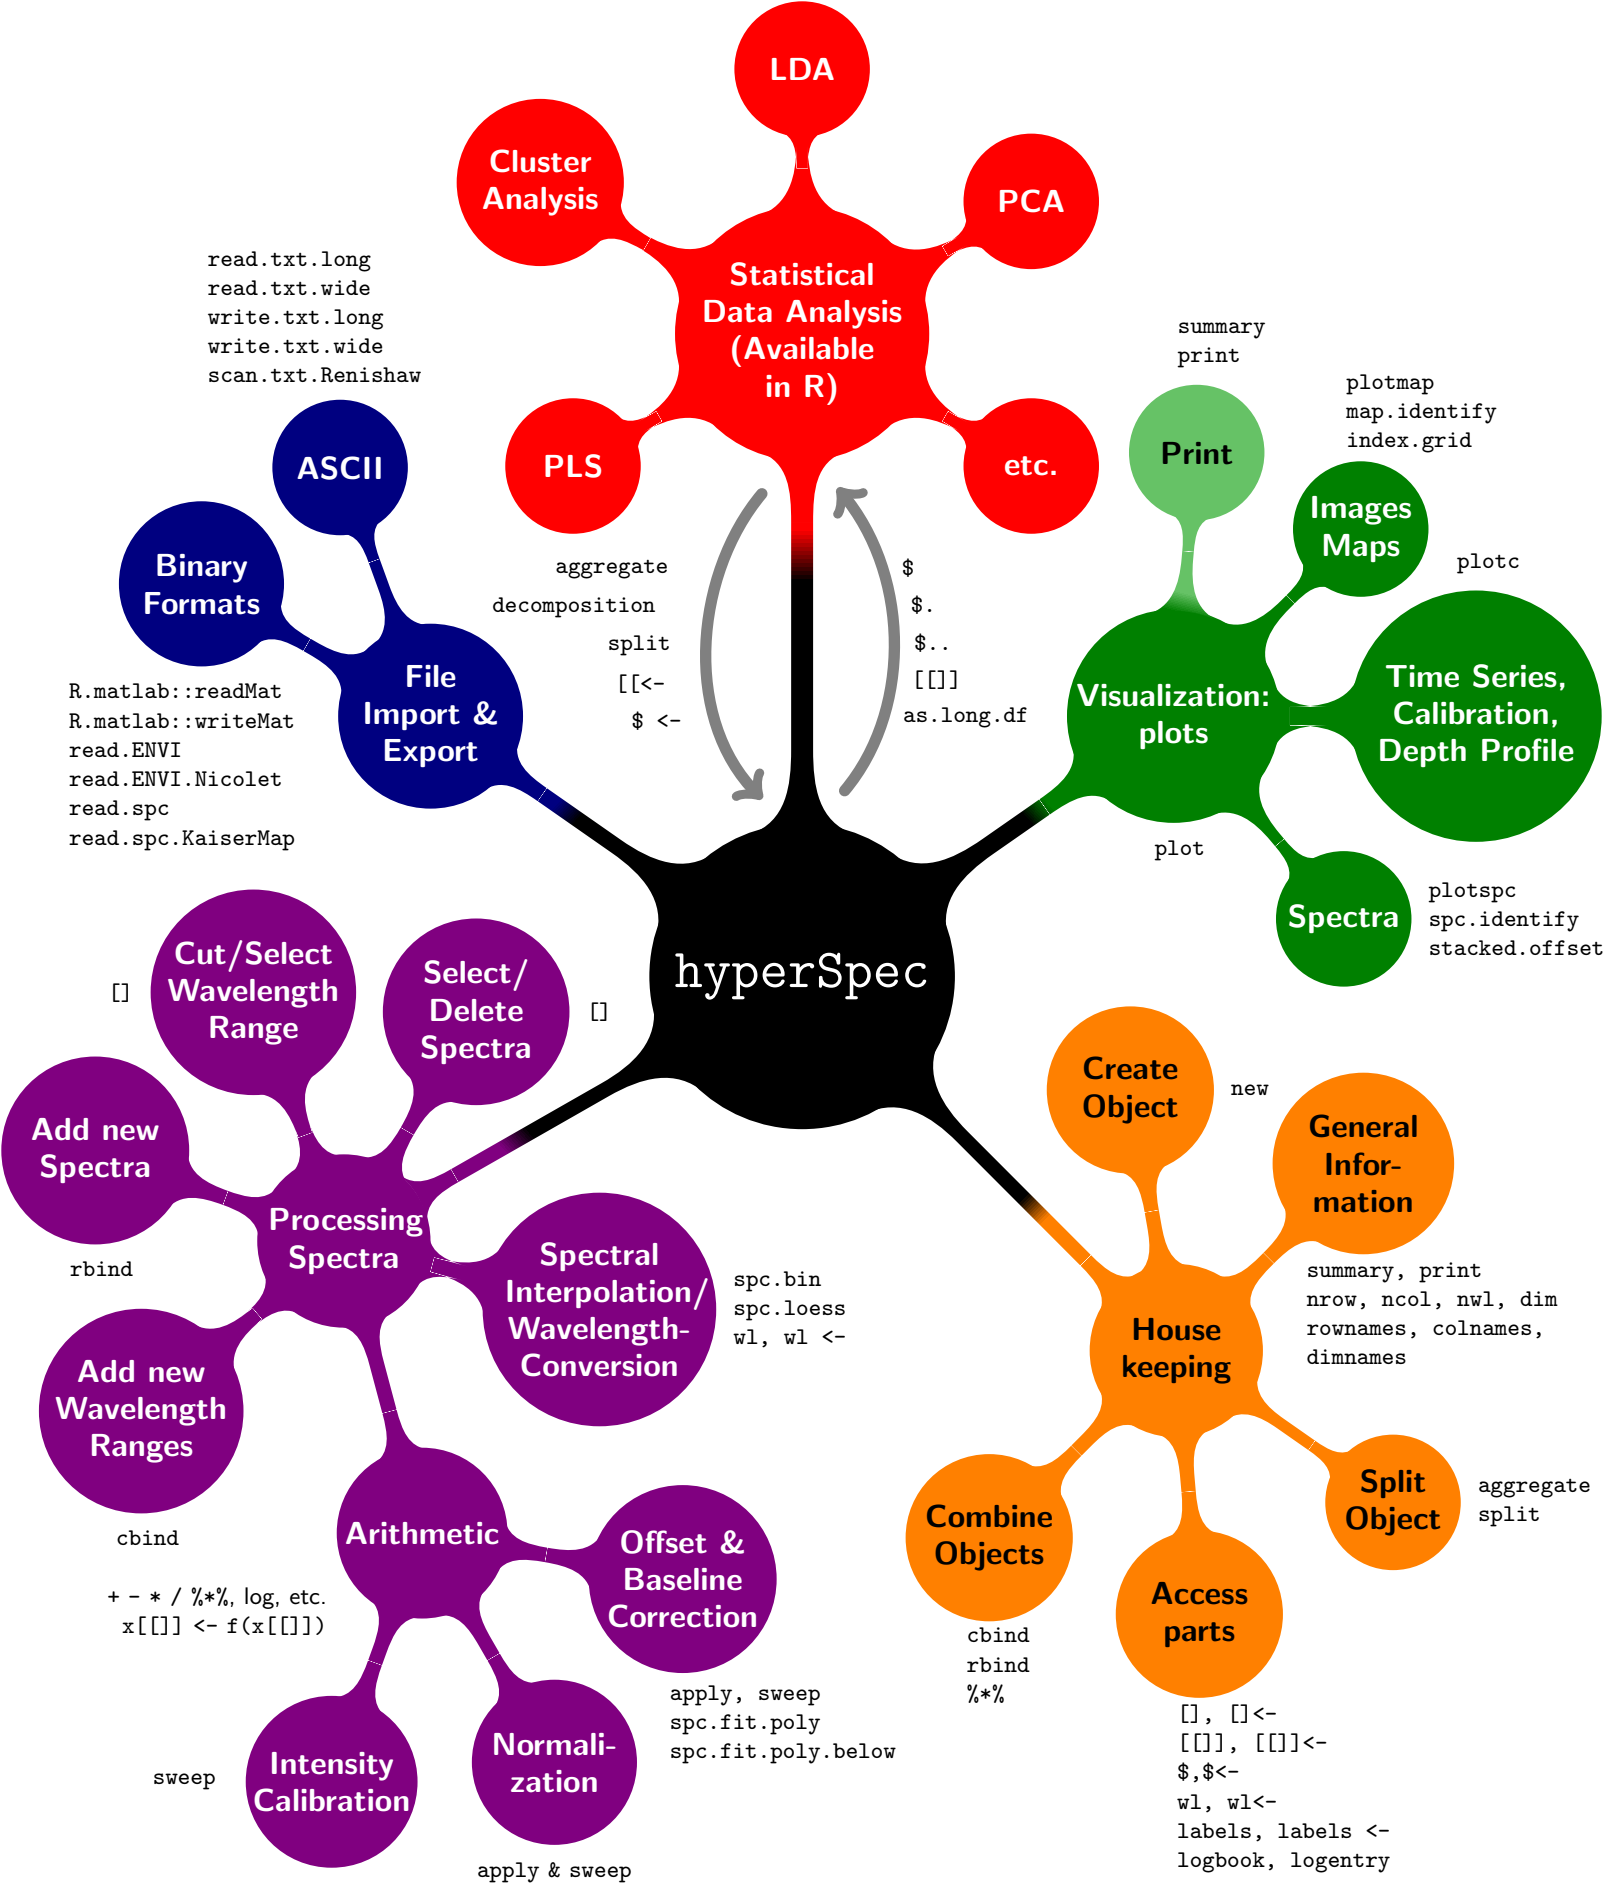 LDA
Cluster
Analysis
PCA
Statistical
Data Analysis
(Available
in R)
PLS
etc.
read.txt.long
read.txt.wide
write.txt.long
write.txt.wide
scan.txt.Renishaw
ASCII
Binary
Formats
File
Import &
Export
R.matlab::readMat
R.matlab::writeMat
read.ENVI
read.ENVI.Nicolet
read.spc
read.spc.KaiserMap
aggregate
decomposition
split
[[<-
$ <-
$
$.
$..
[[]]
as.long.df
summary
print
Print
plotmap
map.identify
index.grid
Images
Maps
plotc
Time Series,
Calibration,
Depth Profile
Visualization:
plots
plot
Spectra
plotspc
spc.identify
stacked.offset
hyperSpec
Cut/Select
Wavelength
Range
[]
Select/
Delete
Spectra
[]
Add new
Spectra
rbind
Processing
Spectra
Spectral
Interpolation/
Wavelength-
Conversion
spc.bin
spc.loess
wl, wl <-
Add new
Wavelength
Ranges
cbind
Arithmetic
+ - * / %*%, log, etc.
x[[]] <- f(x[[]])
Offset &
Baseline
Correction
apply, sweep
spc.fit.poly
spc.fit.poly.below
Intensity
Calibration
sweep
Normali-
zation
apply & sweep
Create
Object
new
General
Infor-
mation
summary, print
nrow, ncol, nwl, dim
rownames, colnames,
dimnames
House
keeping
Split
Object
aggregate
split
Combine
Objects
cbind
rbind
%*%
Access
parts
[], []<-
[[]], [[]]<-
$,$<-
wl, wl<-
labels, labels <-
logbook, logentry